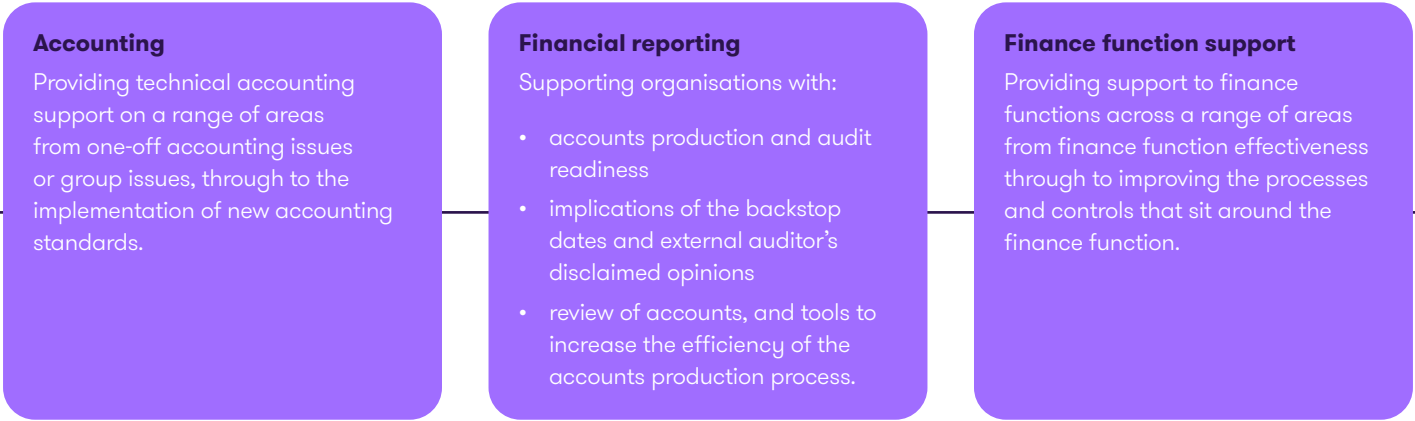 Accounting
Providing technical accounting
support on a range of areas
from one-off accounting issues
or group issues, through to the
implementation of new accounting
standards.
Financial reporting
Supporting organisations with:
• accounts production and audit
readiness
• implications of the backstop
dates and external auditor’s
disclaimed opinions
• review of accounts, and tools to
increase the efficiency of the
accounts production process.
Finance function support
Providing support to finance
functions across a range of areas
from finance function effectiveness
through to improving the processes
and controls that sit around the
finance function.